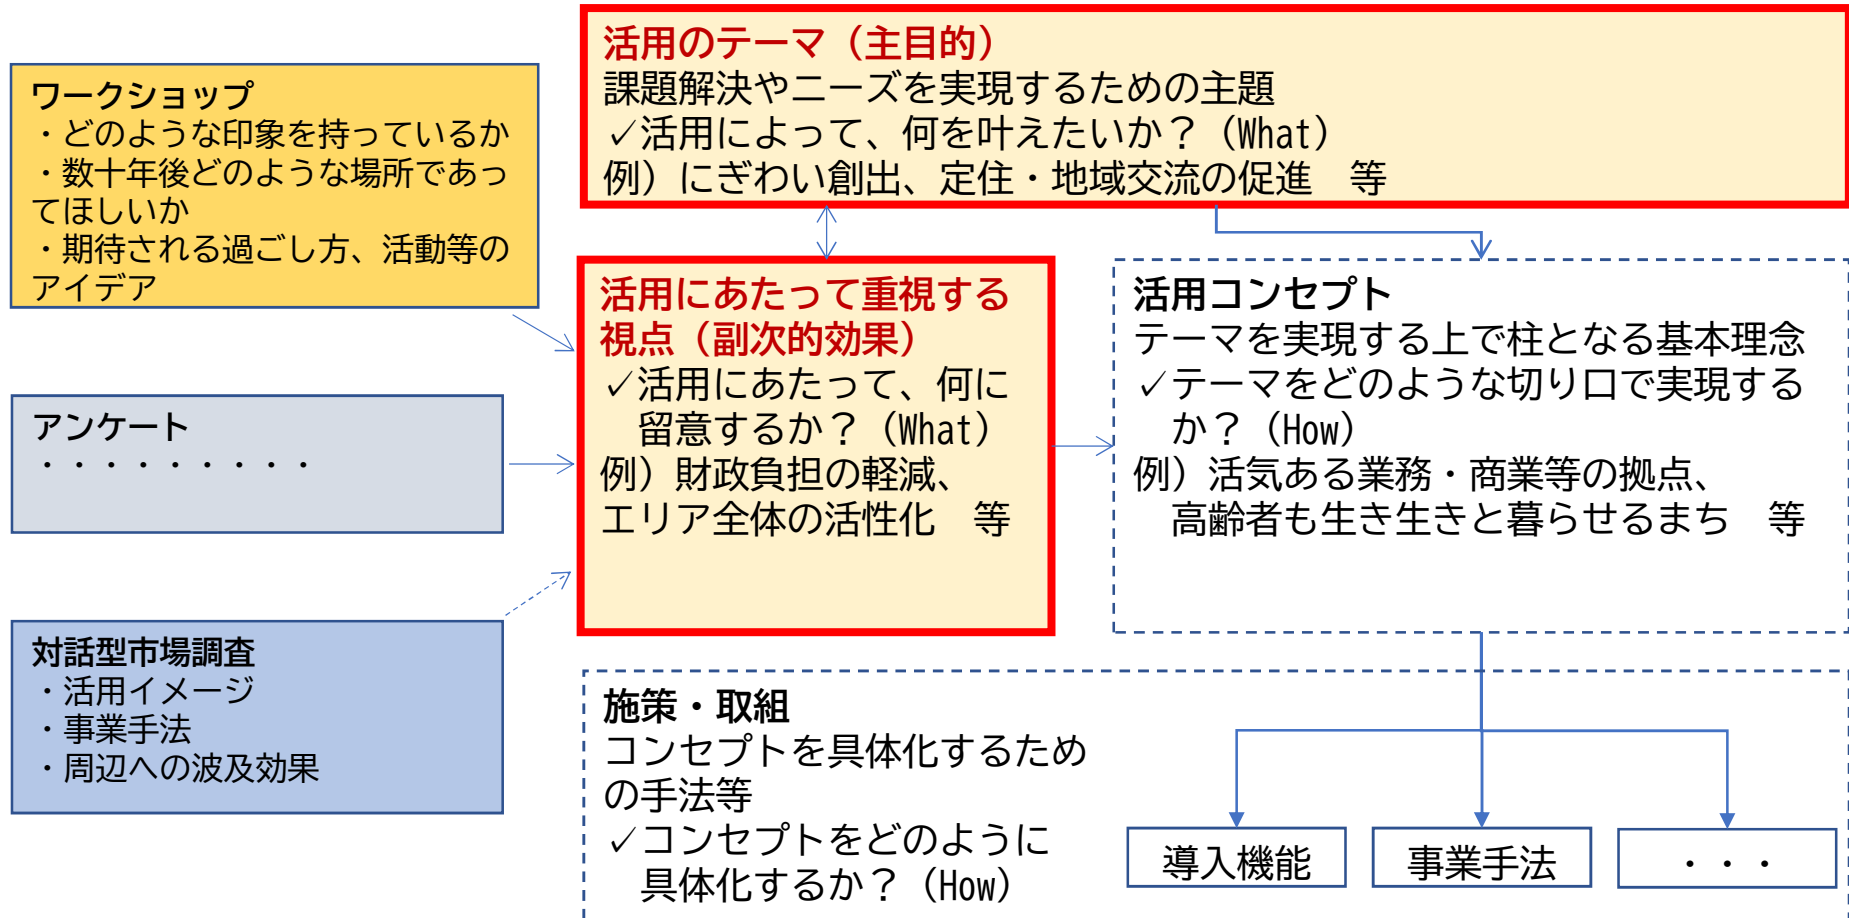 活用のテーマ（主目的）
課題解決やニーズを実現するための主題
✓活用によって、何を叶えたいか？（What）
例）にぎわい創出、定住・地域交流の促進　等
ワークショップ
・どのような印象を持っているか
・数十年後どのような場所であっ
てほしいか
・期待される過ごし方、活動等の
アイデア
活用にあたって重視する
視点（副次的効果）
✓活用にあたって、何に
留意するか？（What）
例）財政負担の軽減、
エリア全体の活性化　等
活用コンセプト
テーマを実現する上で柱となる基本理念
✓テーマをどのような切り口で実現する
か？（How）
例）活気ある業務・商業等の拠点、
高齢者も生き生きと暮らせるまち　等
アンケート
・・・・・・・・・
対話型市場調査
・活用イメージ
・事業手法
・周辺への波及効果
施策・取組
コンセプトを具体化するため
の手法等
✓コンセプトをどのように
具体化するか？（How）
導入機能
事業手法
・・・